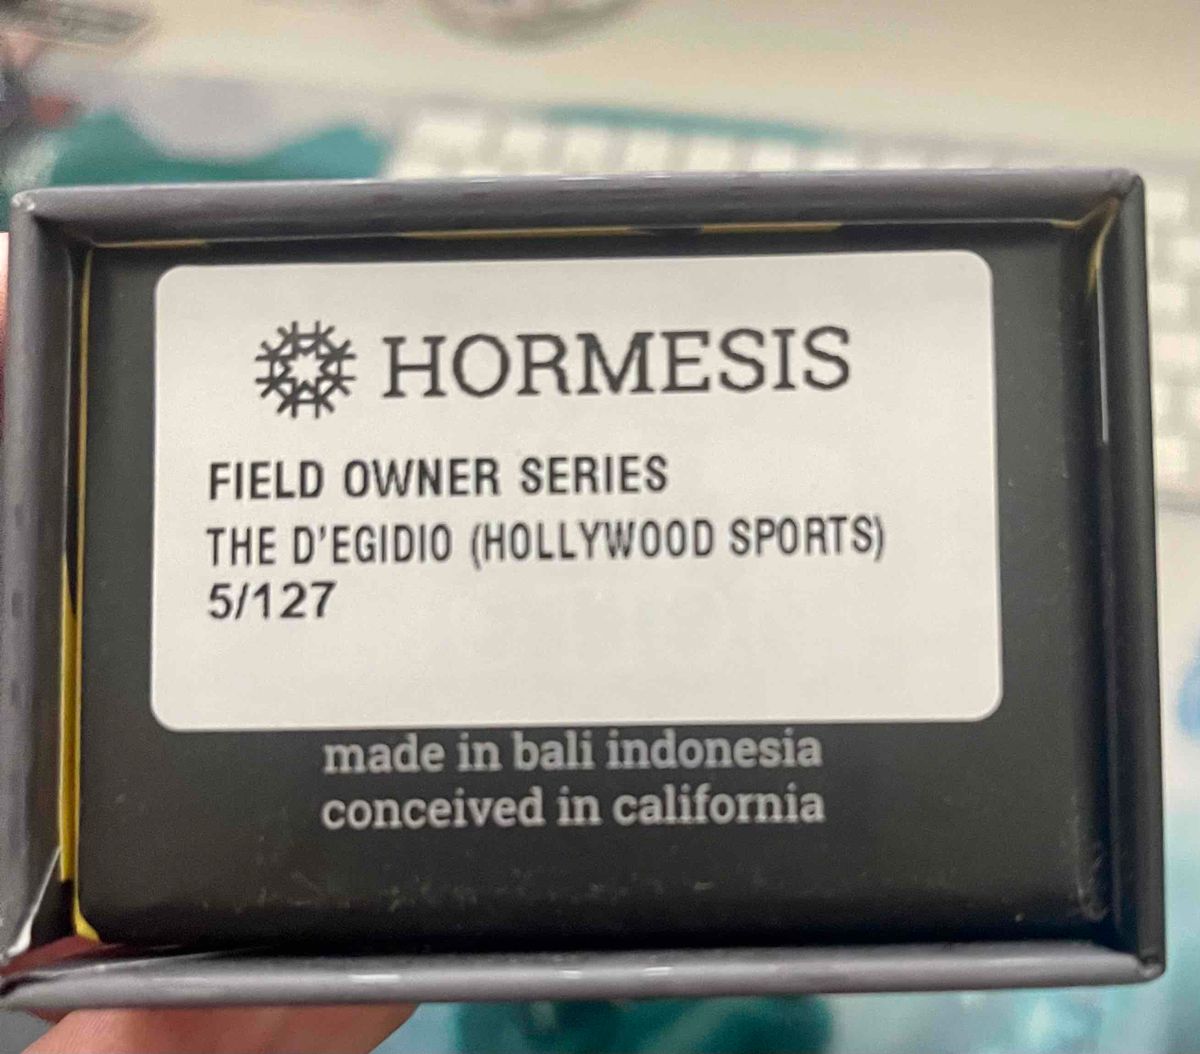 HORMESIS
FIELD OWNER SERIES
THE D'EGIDIO (HOLLYWOOD SPORTS)
5/127
made in bali indonesia
conceived in california